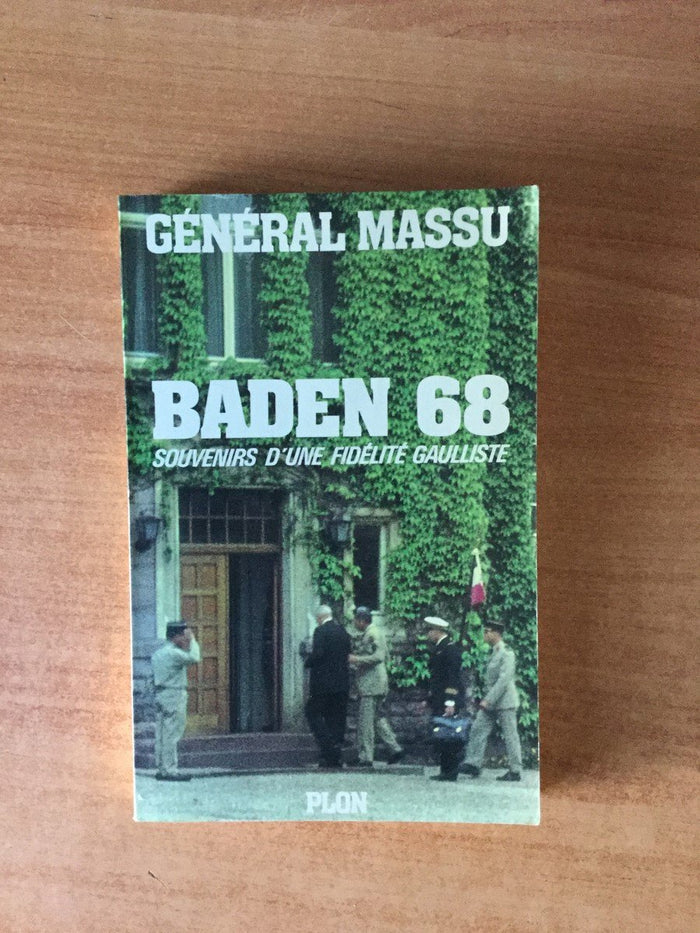 GÉNÉRAL MASSU
BADEN 68
SOUVENIRS D'UNE FIDÉLITÉ GAULLISTE
PLON